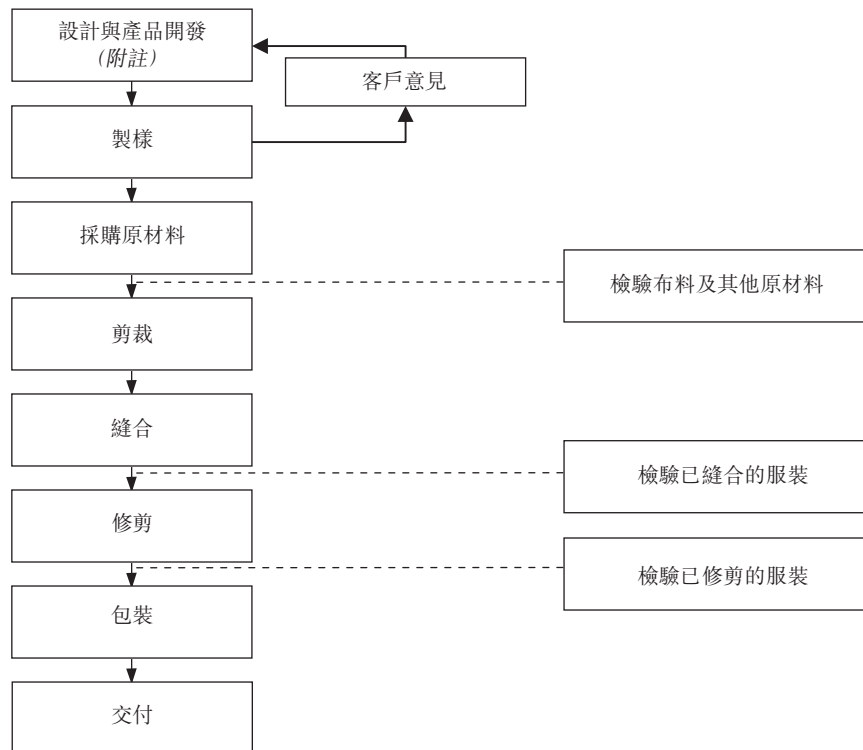 設計與產品開發
(附註)
客戶意見
製樣
採購原材料
檢驗布料及其他原材料
剪裁
縫合
檢驗已縫合的服裝
修剪
檢驗已修剪的服裝
包裝
交付